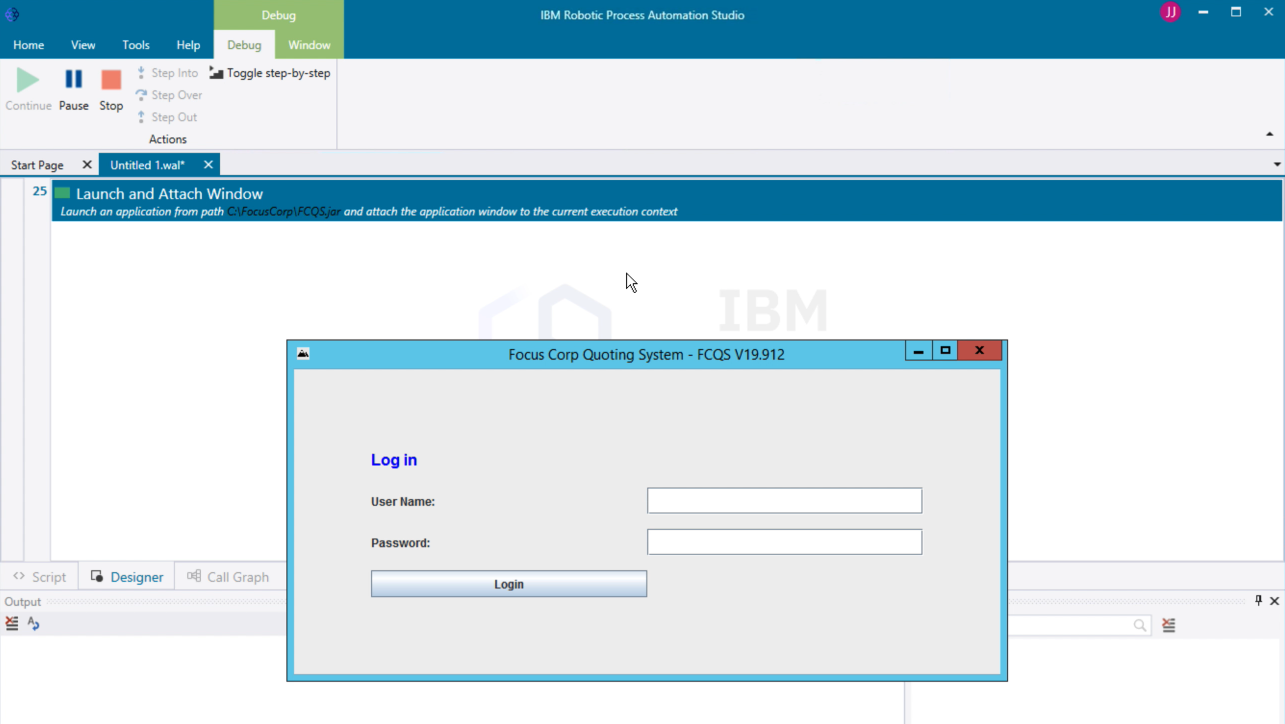 Debug
IBM Robotic Process Automation Studio
JJ
Home View Tools Help Debug Window
Continue Pause Stop
Step Into
Toggle step-by-step
Step Over
Step Out
Actions
Start Page
Untitled 1.wal*
25 Launch and Attach Window
Launch an application from path C:\FocusCorp\FCQS.jar and attach the application window to the current execution context
IBM
Focus Corp Quoting System - FCQS V19.912
Log in
User Name:
Password:
Login
Script Designer Call Graph
Output